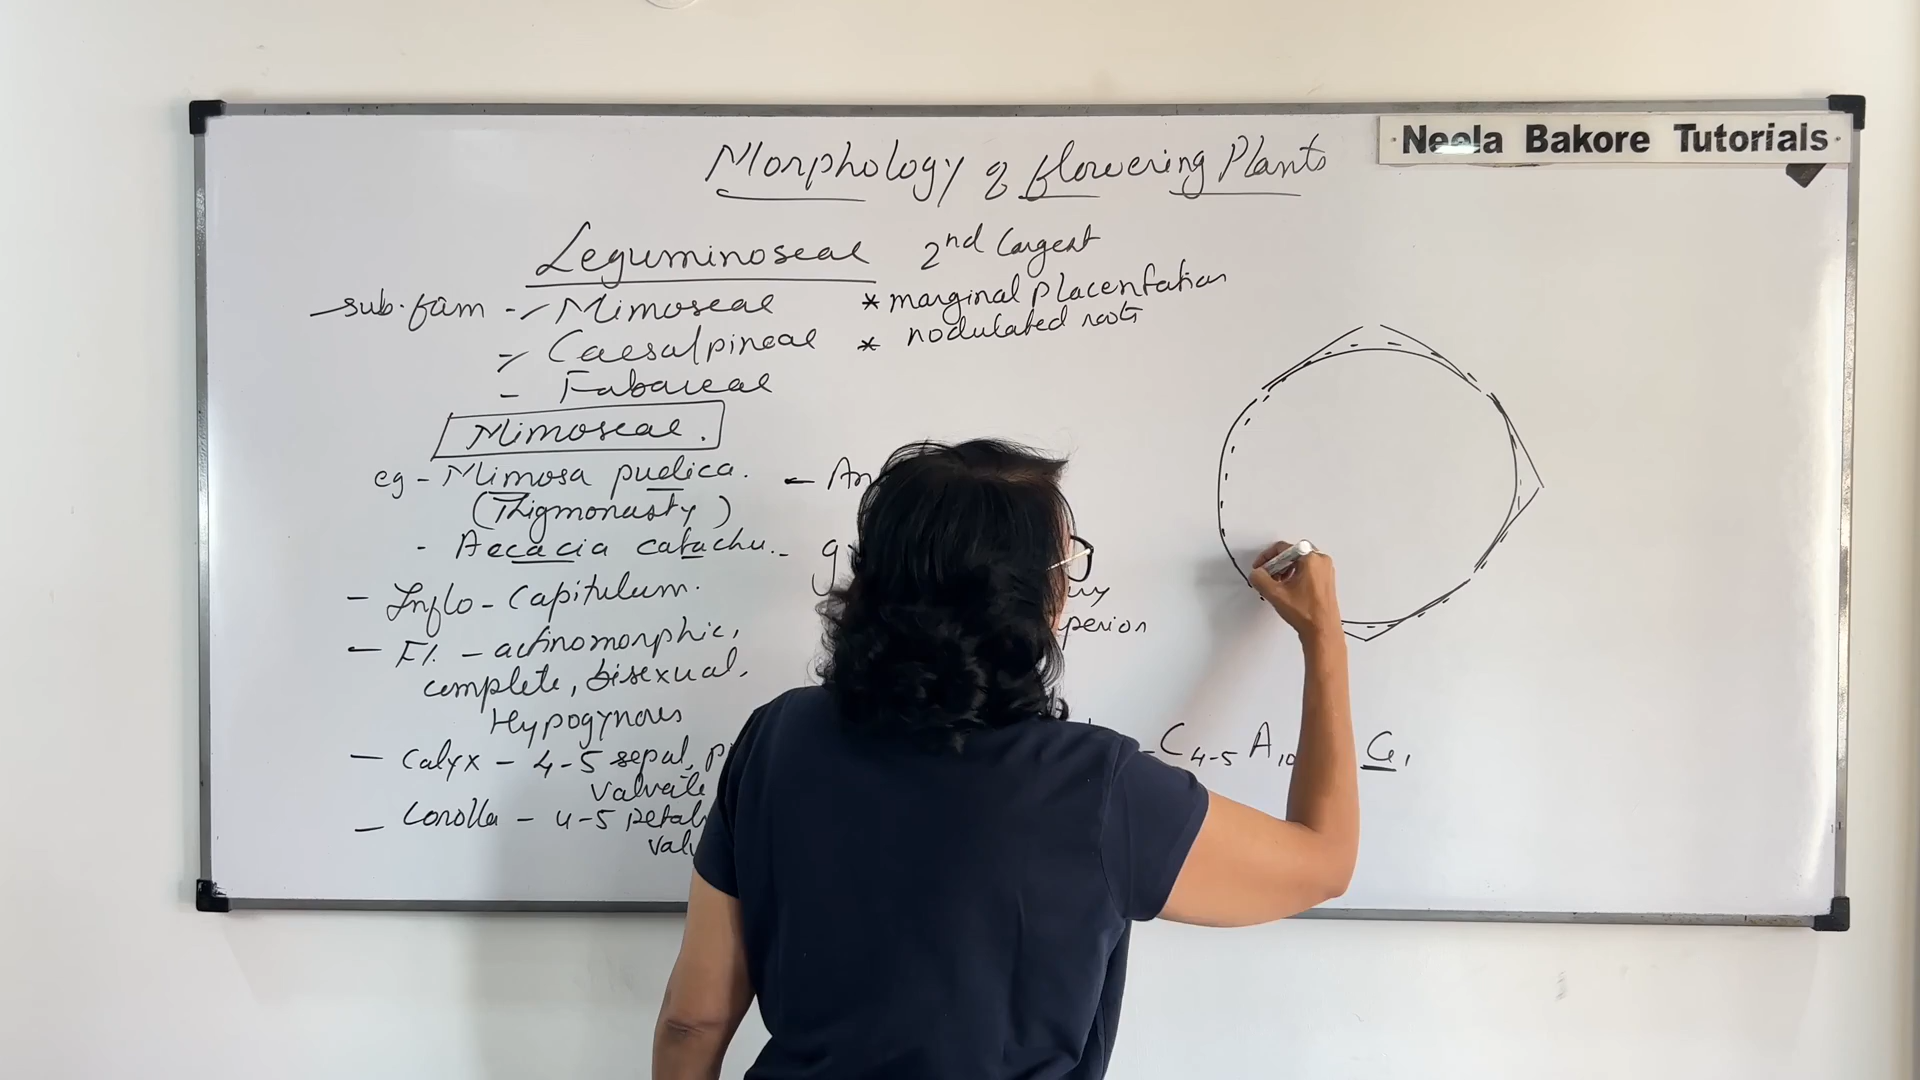 Neela Bakore Tutorials
Morphology of flowering Plants
Leguminoseae 2nd largest
sub.fam - Mimoseae * marginal placentation
- Caesalpineae * nodulated roots
- Fabaceae
Mimoseae.
eg - Mimosa pudica.
(Thigmonasty)
- Aecacia catachu.
- Inflo - Capitulum.
- Fl. - actinomorphic,
complete, bisexual,
Hypogynous
- Calyx - 4-5 sepal,
valvate
- Corolla - 4-5 petal
- An
- g
C4-5 A10 G1